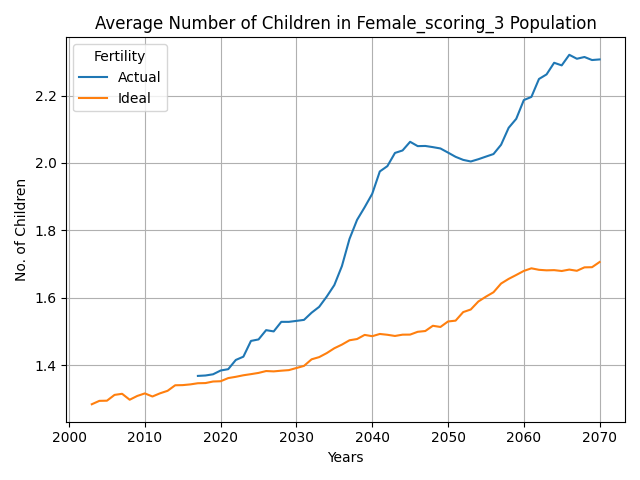 Average Number of Children in Female_scoring_3 Population
Fertility
Actual
Ideal
No. of Children
2.2
2.0
1.8
1.6
1.4
2000 2010 2020 2030 2040 2050 2060 2070
Years